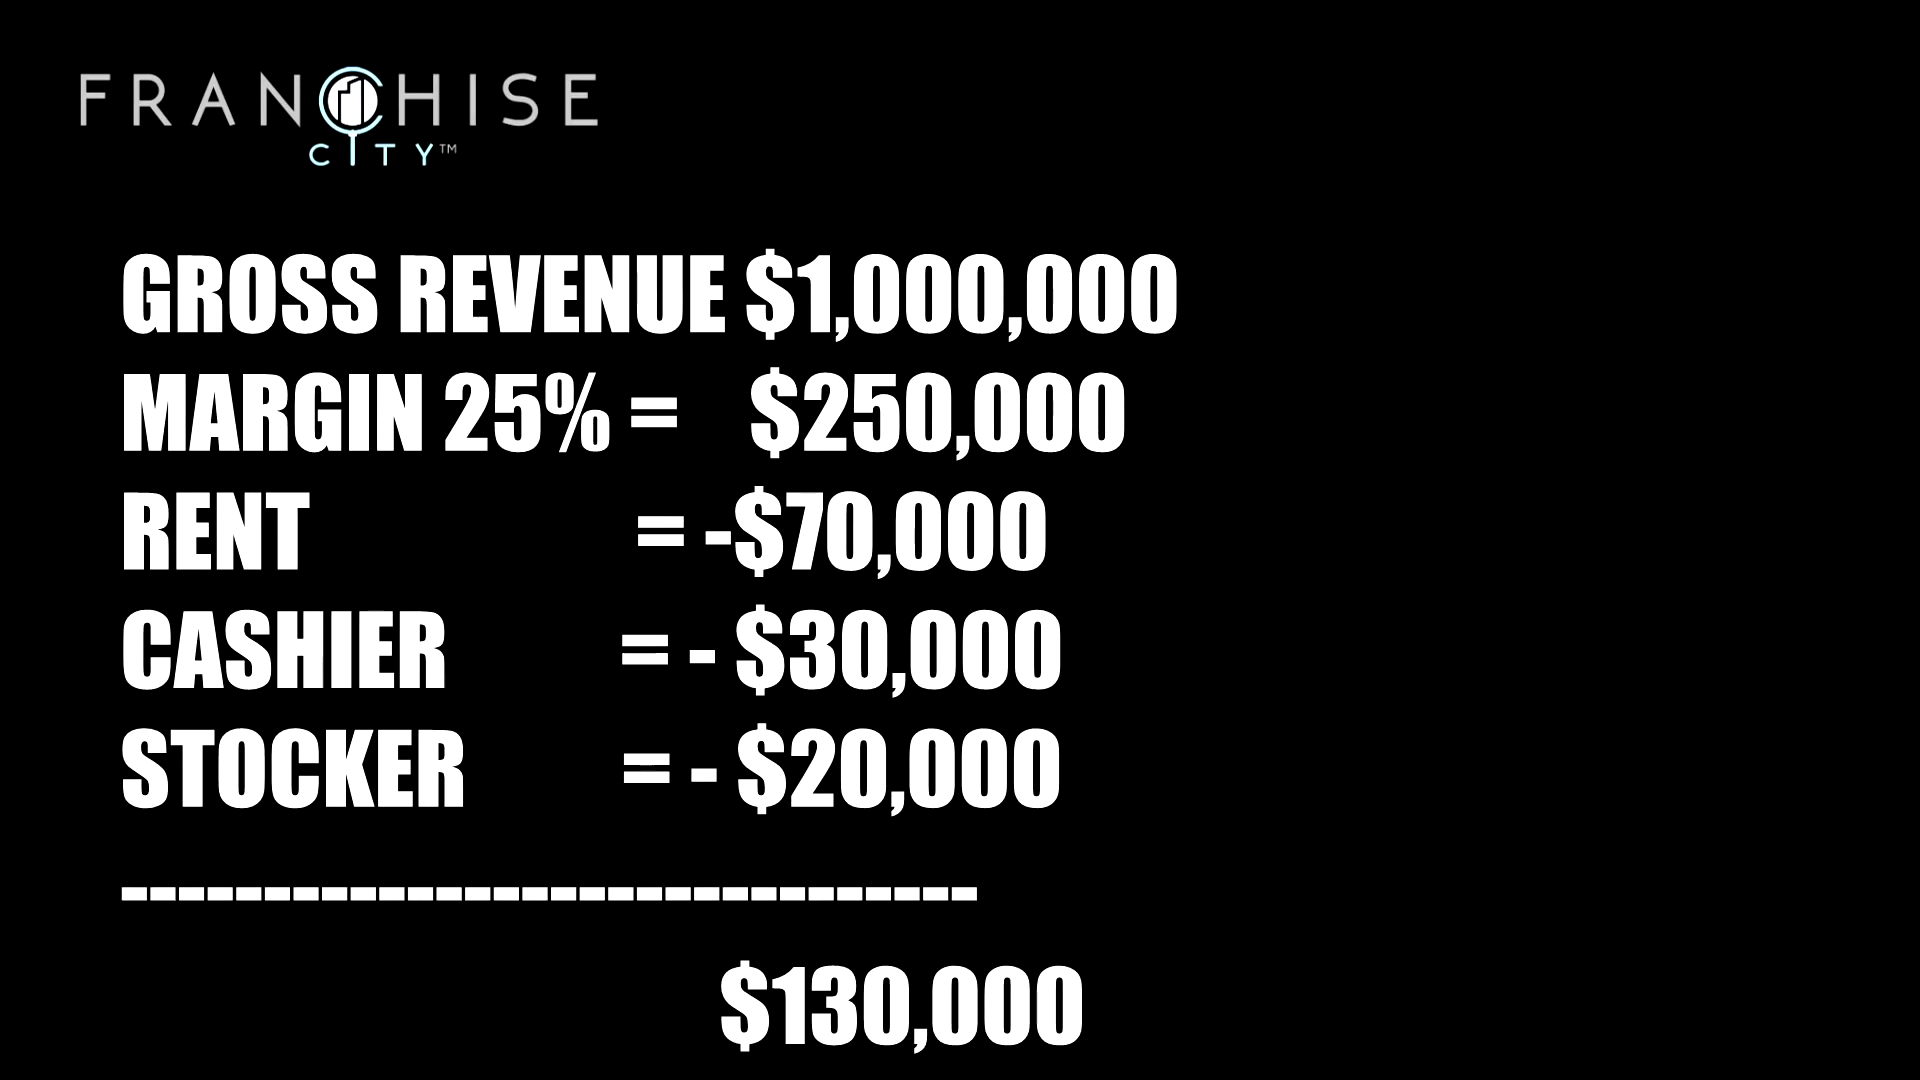 FRANCHISE
CITY™
GROSS REVENUE $1,000,000
MARGIN 25% = $250,000
RENT = -$70,000
CASHIER = - $30,000
STOCKER = - $20,000
------------------------------
$130,000